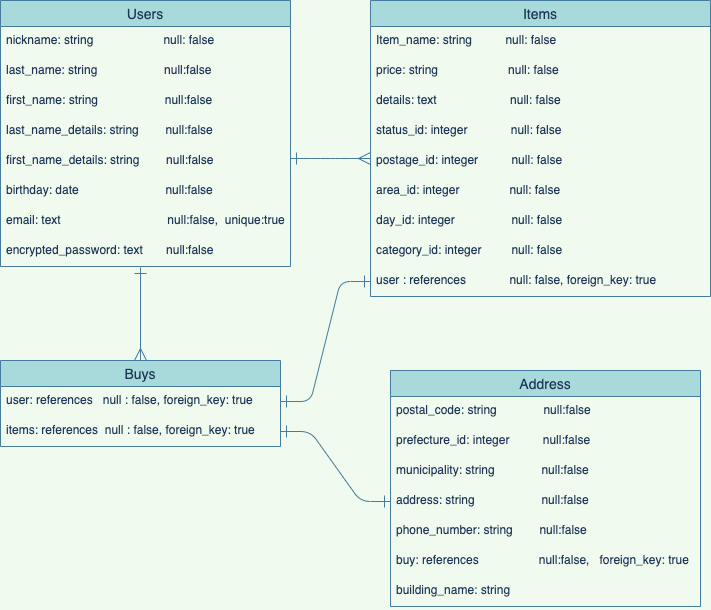 Users
nickname: string null: false
last_name: string null:false
first_name: string null:false
last_name_details: string null:false
first_name_details: string null:false
birthday: date null:false
email: text null:false, unique:true
encrypted_password: text null:false
Items
Item_name: string null: false
price: string null: false
details: text null: false
status_id: integer null: false
postage_id: integer null: false
area_id: integer null: false
day_id: integer null: false
category_id: integer null: false
user : references null: false, foreign_key: true
Buys
user: references null : false, foreign_key: true
items: references null : false, foreign_key: true
Address
postal_code: string null:false
prefecture_id: integer null:false
municipality: string null:false
address: string null:false
phone_number: string null:false
buy: references null:false, foreign_key: true
building_name: string